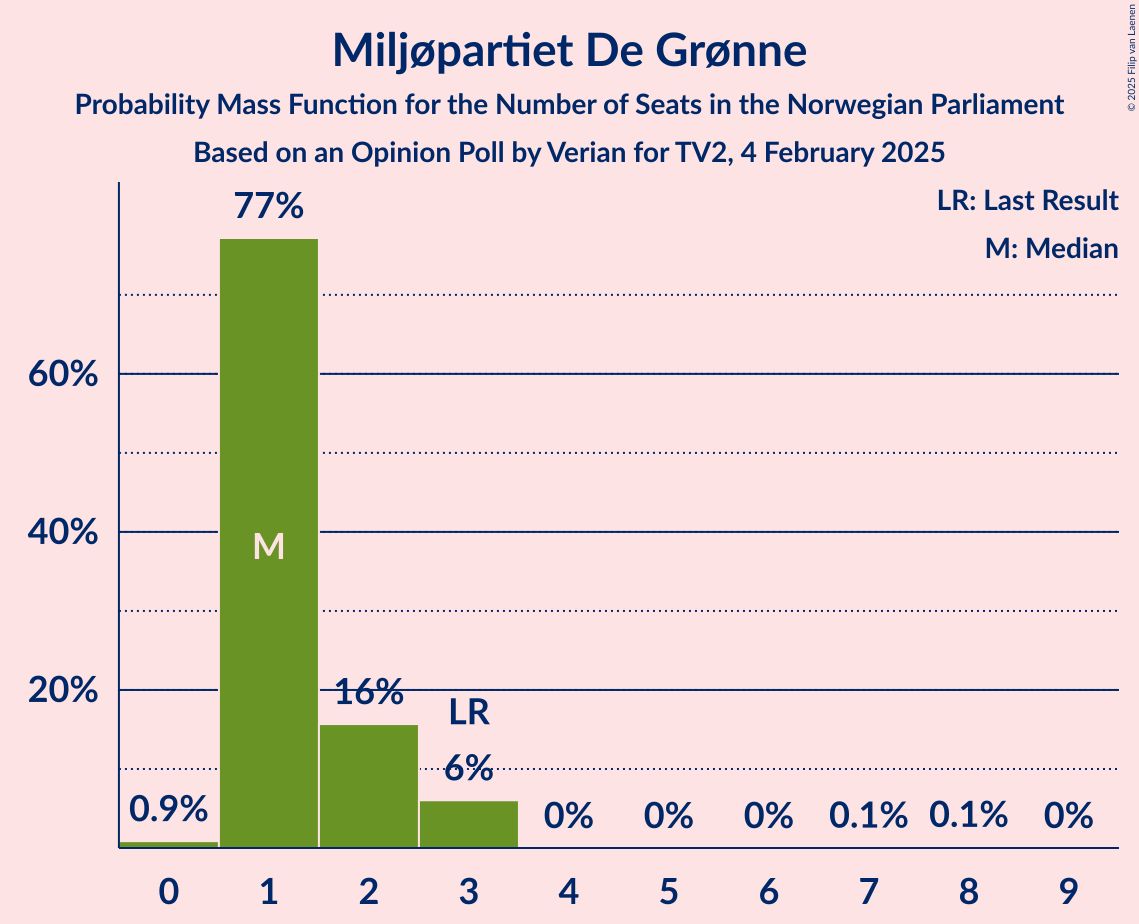 Miljøpartiet De Grønne
Probability Mass Function for the Number of Seats in the Norwegian Parliament
Based on an Opinion Poll by Verian for TV2, 4 February 2025
© 2025 Filip van Laenen
LR: Last Result
M: Median
77%
60%
40%
M
20%
16%
LR
6%
0.9%
0%
0%
0%
0.1%
0.1%
0%
0 1 2 3 4 5 6 7 8 9